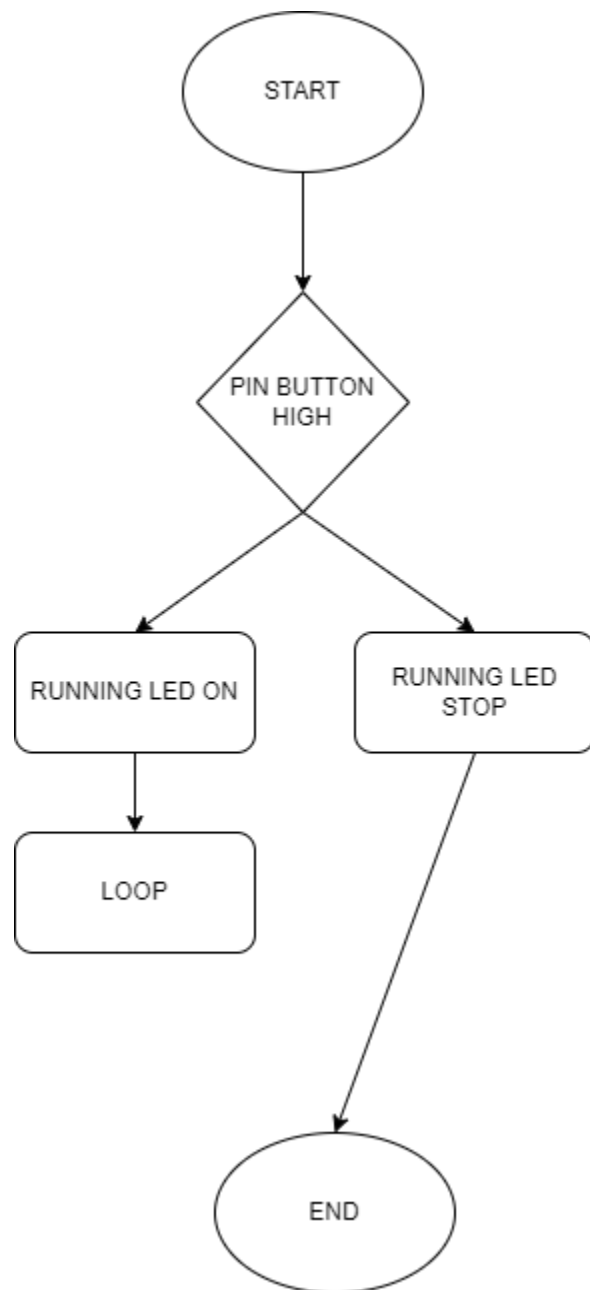 START
PIN BUTTON
HIGH
RUNNING LED ON
RUNNING LED
STOP
LOOP
END